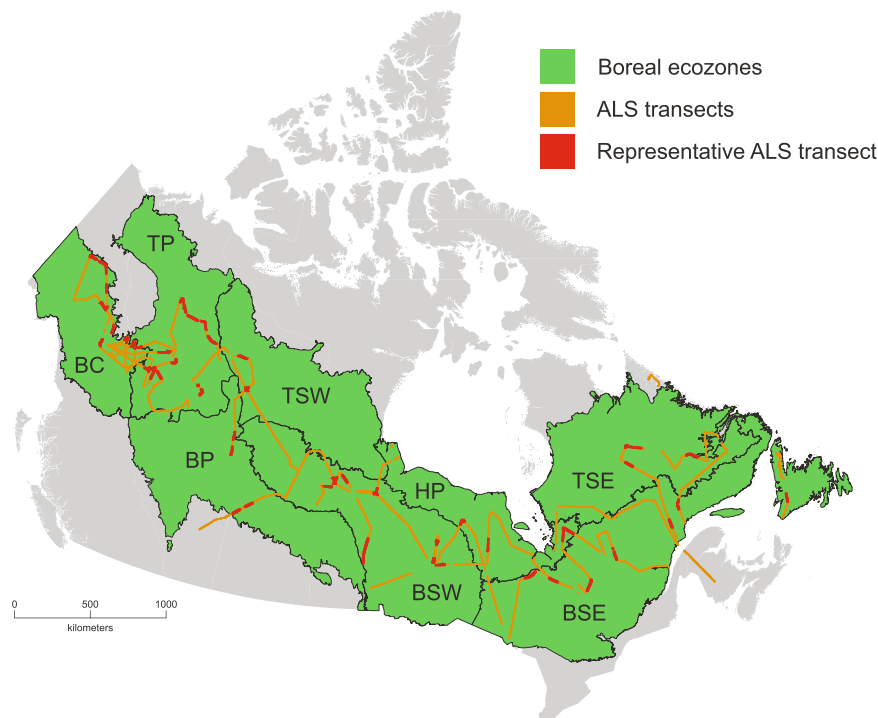 Boreal ecozones
ALS transects
Representative ALS transect
TP
BC
TSW
BP
HP
TSE
BSW
BSE
0 500 1000
kilometers